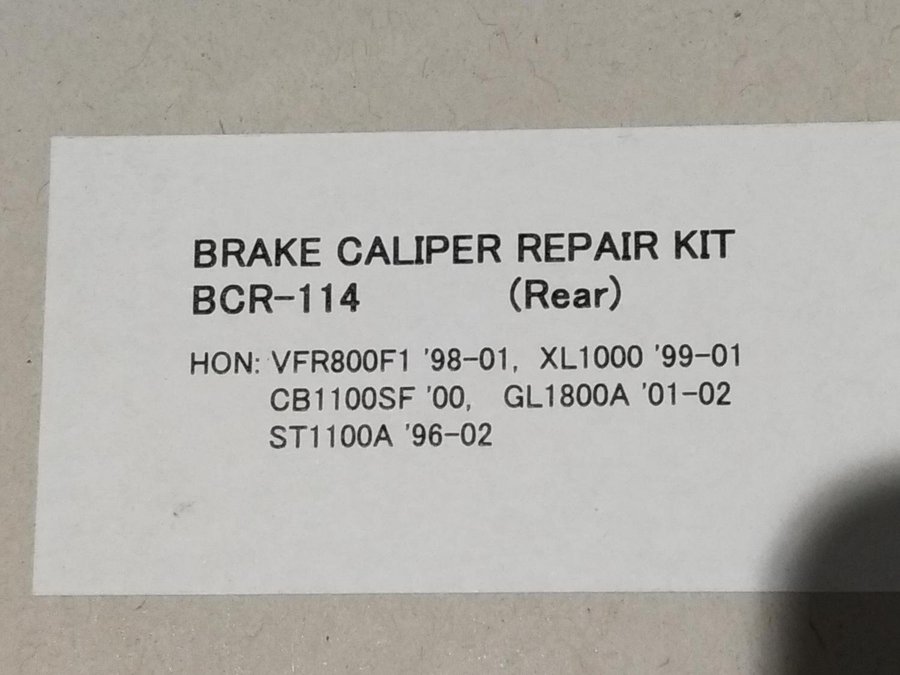 BRAKE CALIPER REPAIR KIT
BCR-114 (Rear)
HON: VFR800F1 '98-01, XL1000 '99-01
CB1100SF '00, GL1800A '01-02
ST1100A '96-02